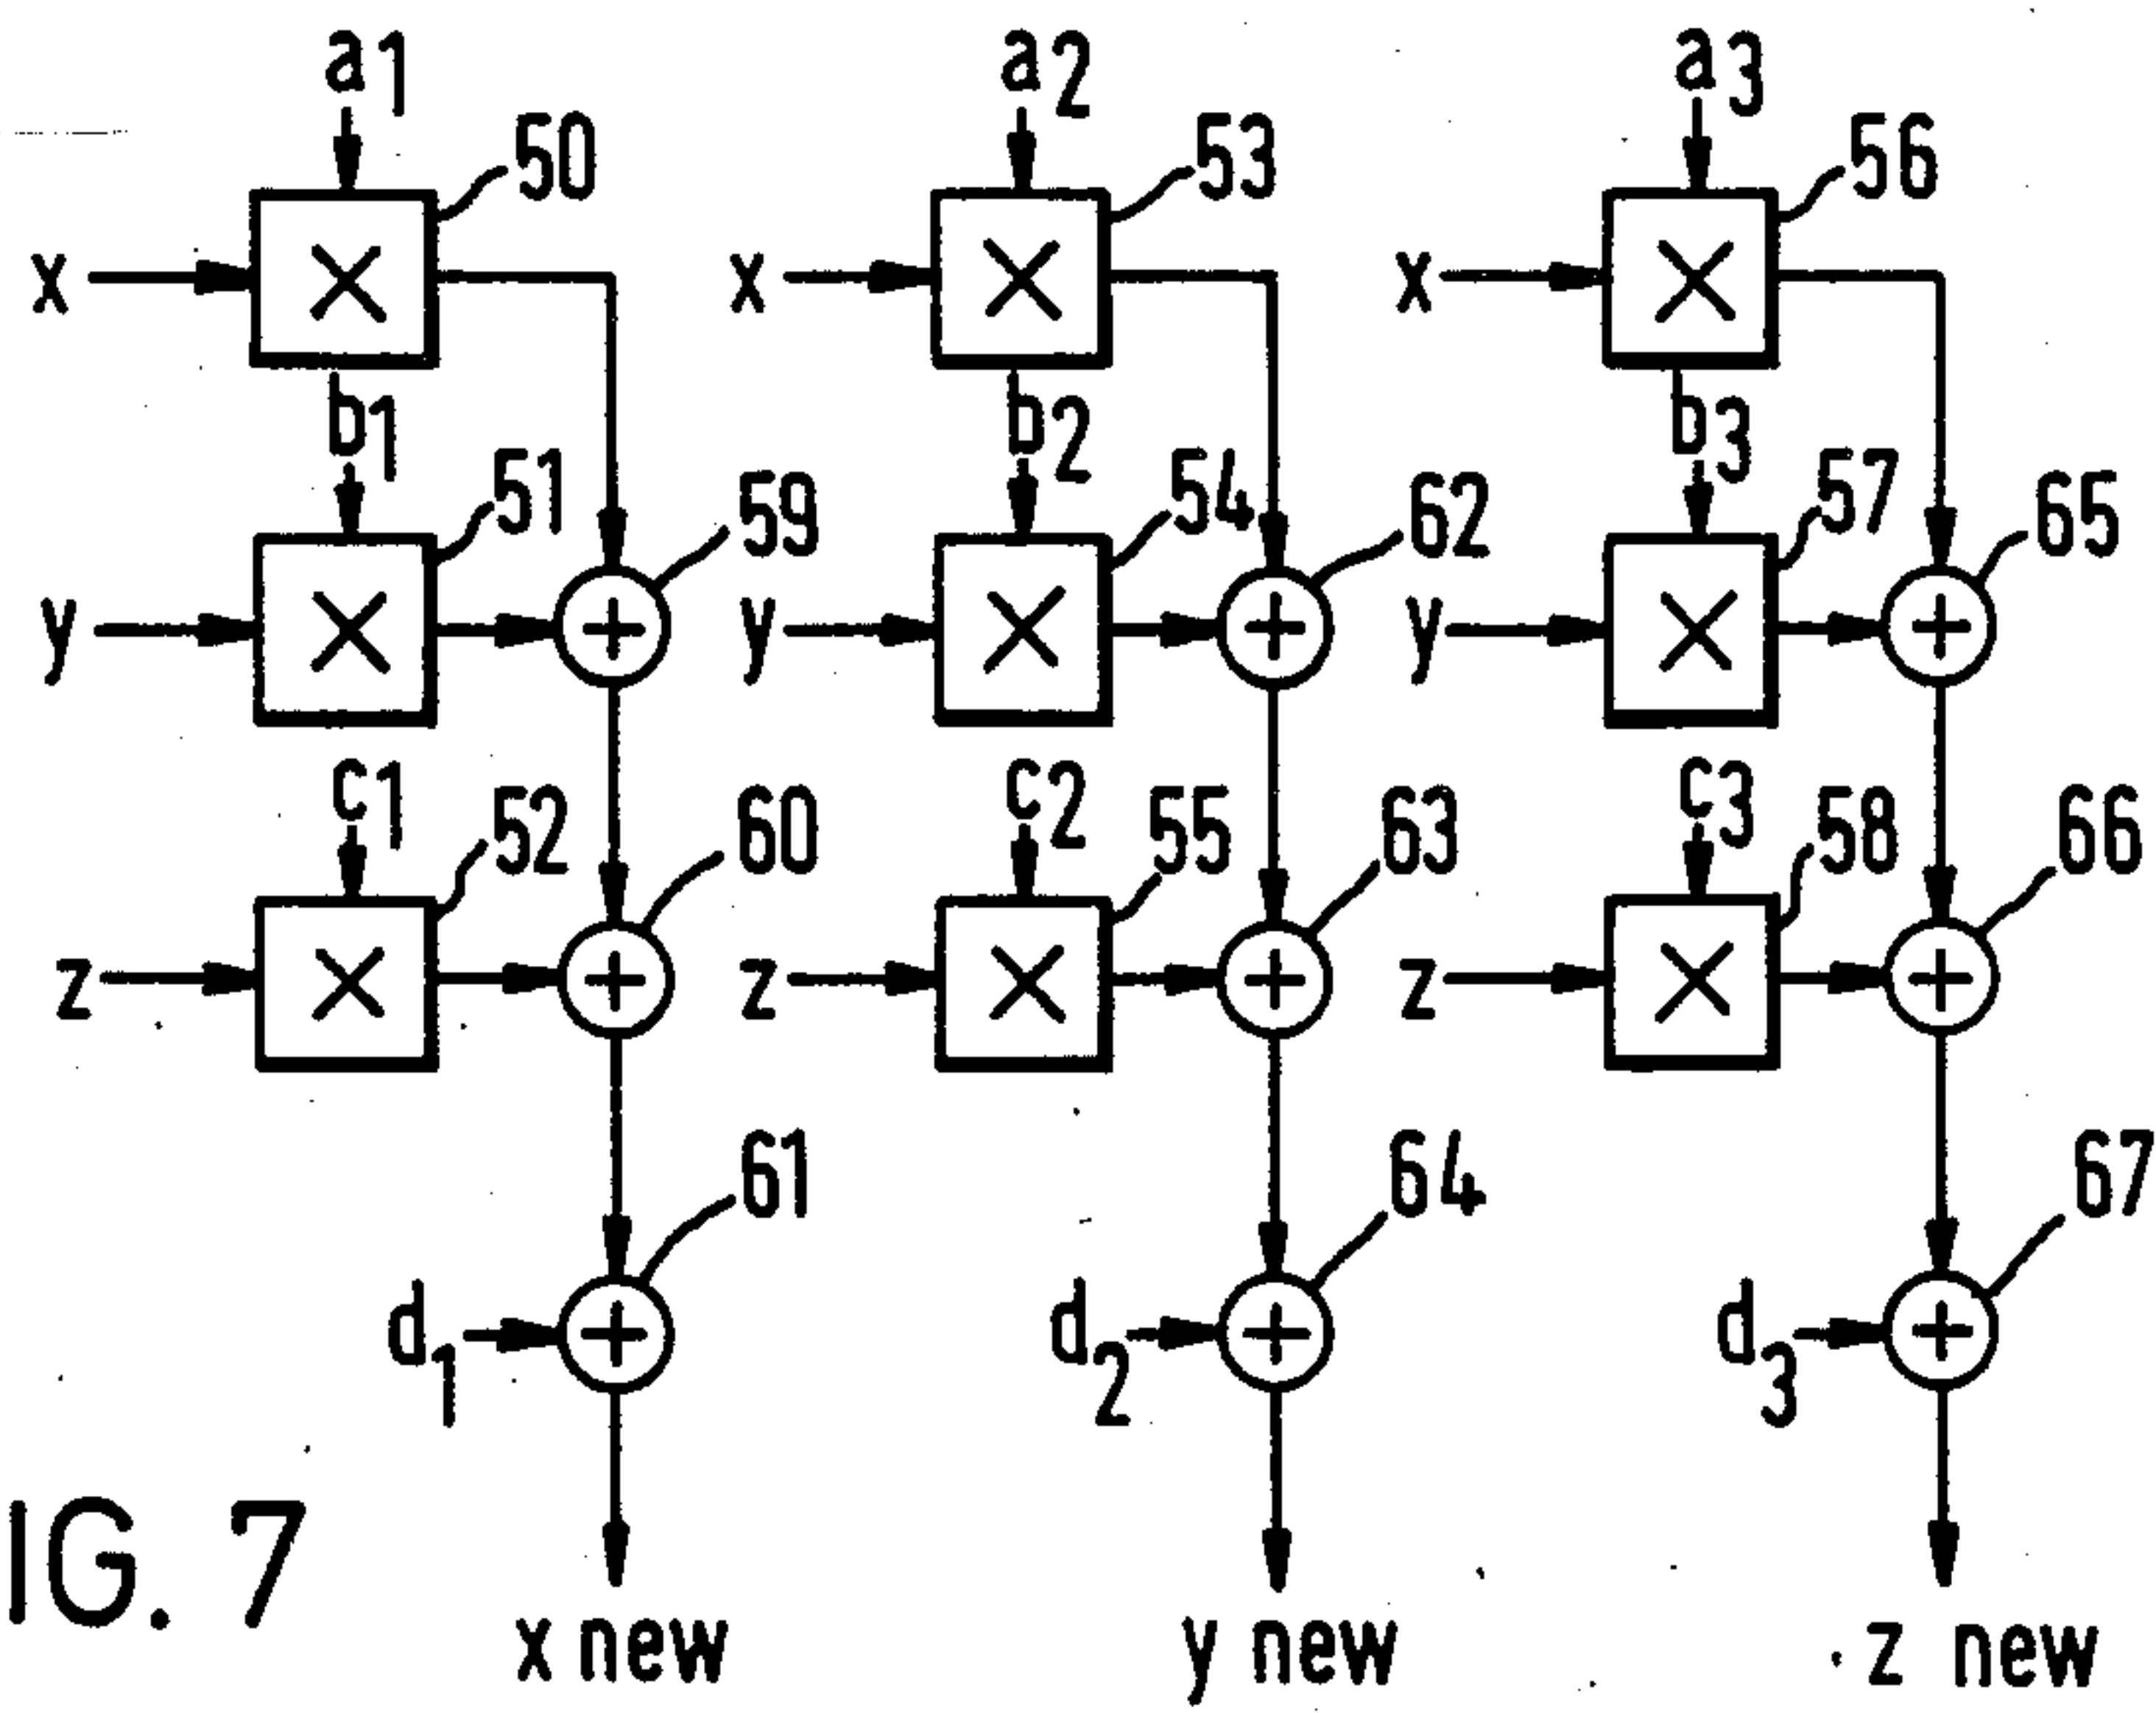 a1 a2 a3
50 53 56
x x x
b1 b2 b3
51 59 54 62 57 65
y y y
c1 c2 c3
52 60 55 63 58 66
z z z
61 64 67
d1 d2 d3
IG. 7
x new y new z new